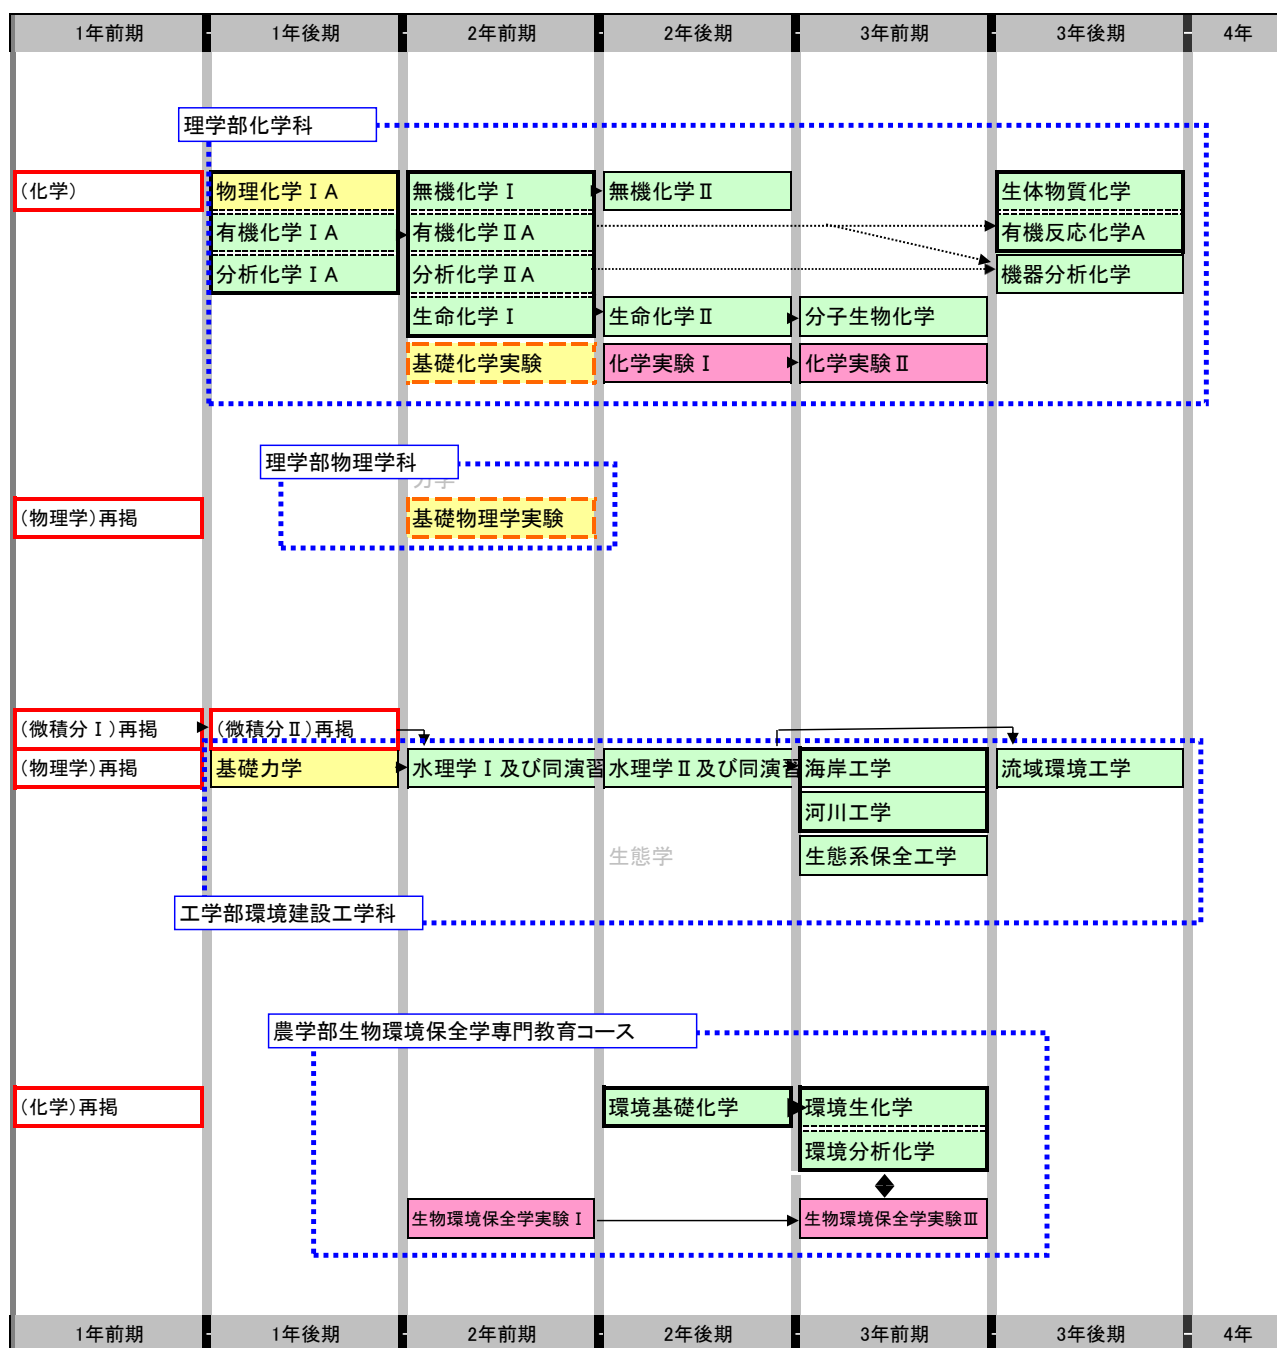 1年前期 1年後期 2年前期 2年後期 3年前期 3年後期 4年
理学部化学科
(化学) 物理化学ⅠA 無機化学Ⅰ 無機化学Ⅱ 生体物質化学
有機化学ⅠA 有機化学ⅡA 有機反応化学A
分析化学ⅠA 分析化学ⅡA 機器分析化学
生命化学Ⅰ 生命化学Ⅱ 分子生物化学
基礎化学実験 化学実験Ⅰ 化学実験Ⅱ
理学部物理学科
(物理学)再掲 基礎物理学実験
(微積分Ⅰ)再掲 (微積分Ⅱ)再掲
(物理学)再掲 基礎力学 水理学Ⅰ及び同演習 水理学Ⅱ及び同演習 海岸工学 流域環境工学
河川工学
生態学 生態系保全工学
工学部環境建設工学科
農学部生物環境保全学専門教育コース
(化学)再掲 環境基礎化学 環境生化学
環境分析化学
生物環境保全学実験Ⅰ 生物環境保全学実験Ⅲ
1年前期 1年後期 2年前期 2年後期 3年前期 3年後期 4年